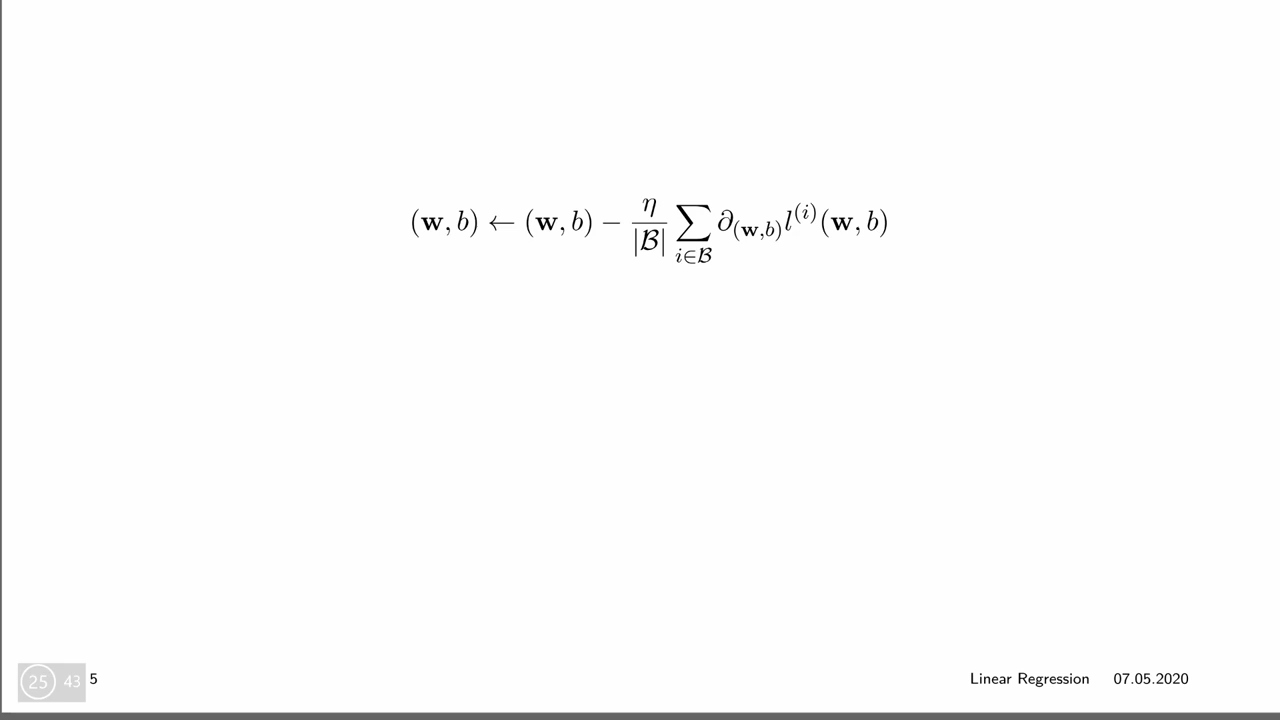 (w, b) ← (w, b) − η/|ℬ| ∑_{i∈ℬ} ∂_{(w,b)} l^{(i)}(w, b)
25 43 5 Linear Regression 07.05.2020